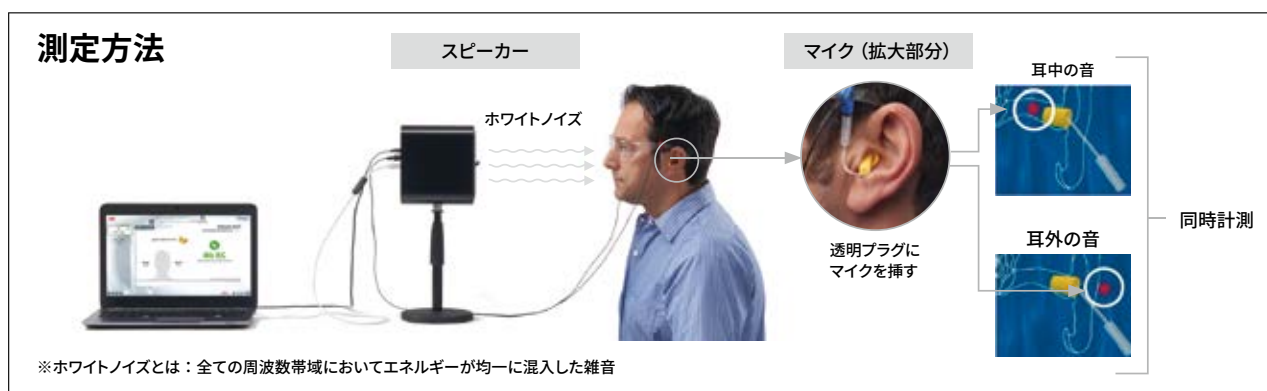 測定方法
スピーカー
マイク（拡大部分）
耳中の音
ホワイトノイズ
透明プラグに
マイクを挿す
耳外の音
同時計測
※ホワイトノイズとは：全ての周波数帯域においてエネルギーが均一に混入した雑音